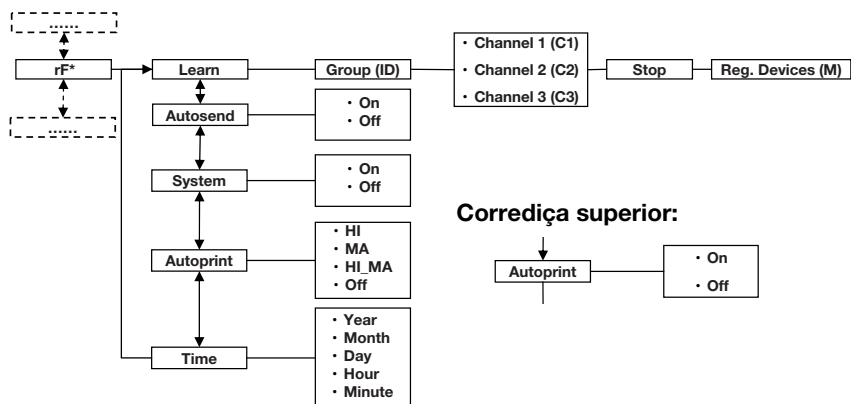 ......
rF*
......
Learn
Group (ID)
• Channel 1 (C1)
• Channel 2 (C2)
• Channel 3 (C3)
Stop
Reg. Devices (M)
Autosend
• On
• Off
System
• On
• Off
Autoprint
• HI
• MA
• HI_MA
• Off
Time
• Year
• Month
• Day
• Hour
• Minute
Corrediça superior:
Autoprint
• On
• Off